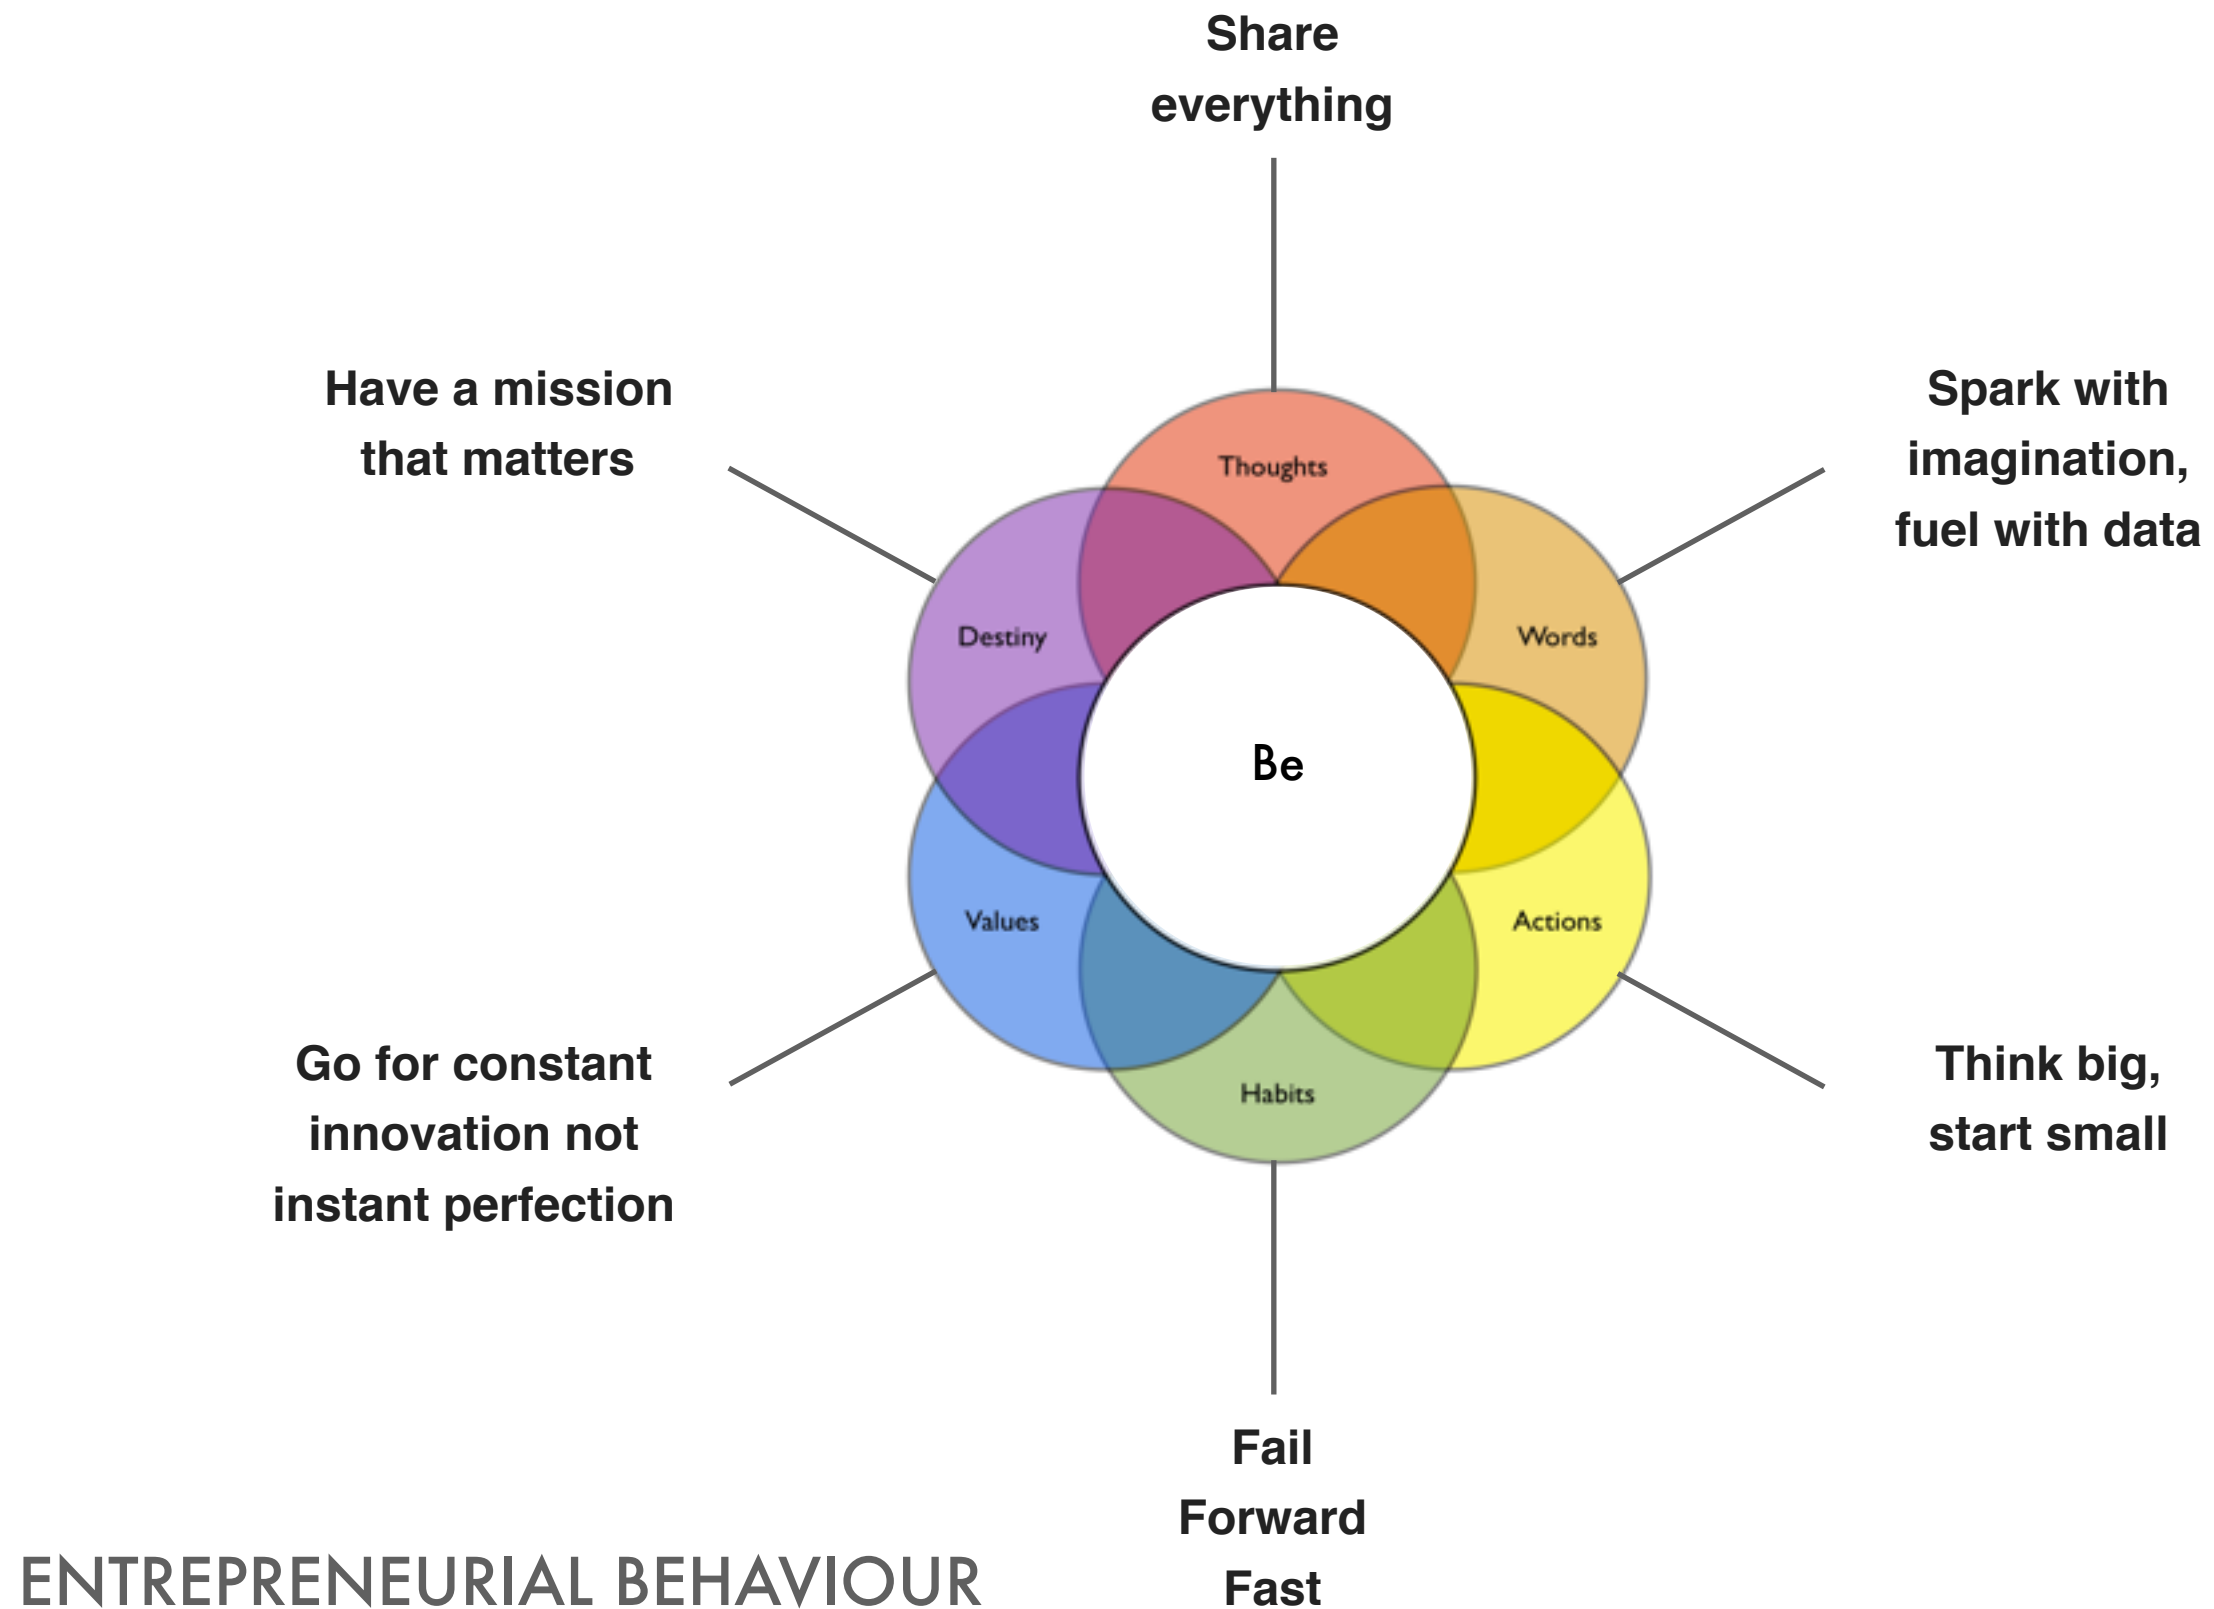 Share
everything
Have a mission
that matters
Spark with
imagination,
fuel with data
Thoughts
Destiny
Words
Be
Values
Actions
Habits
Go for constant
innovation not
instant perfection
Think big,
start small
Fail
Forward
Fast
ENTREPRENEURIAL BEHAVIOUR